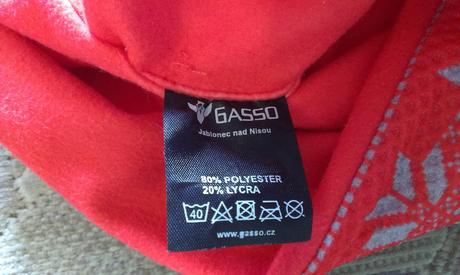 GASSO
Jablonec nad Nisou
80% POLYESTER
20% LYCRA
40
www.gasso.cz